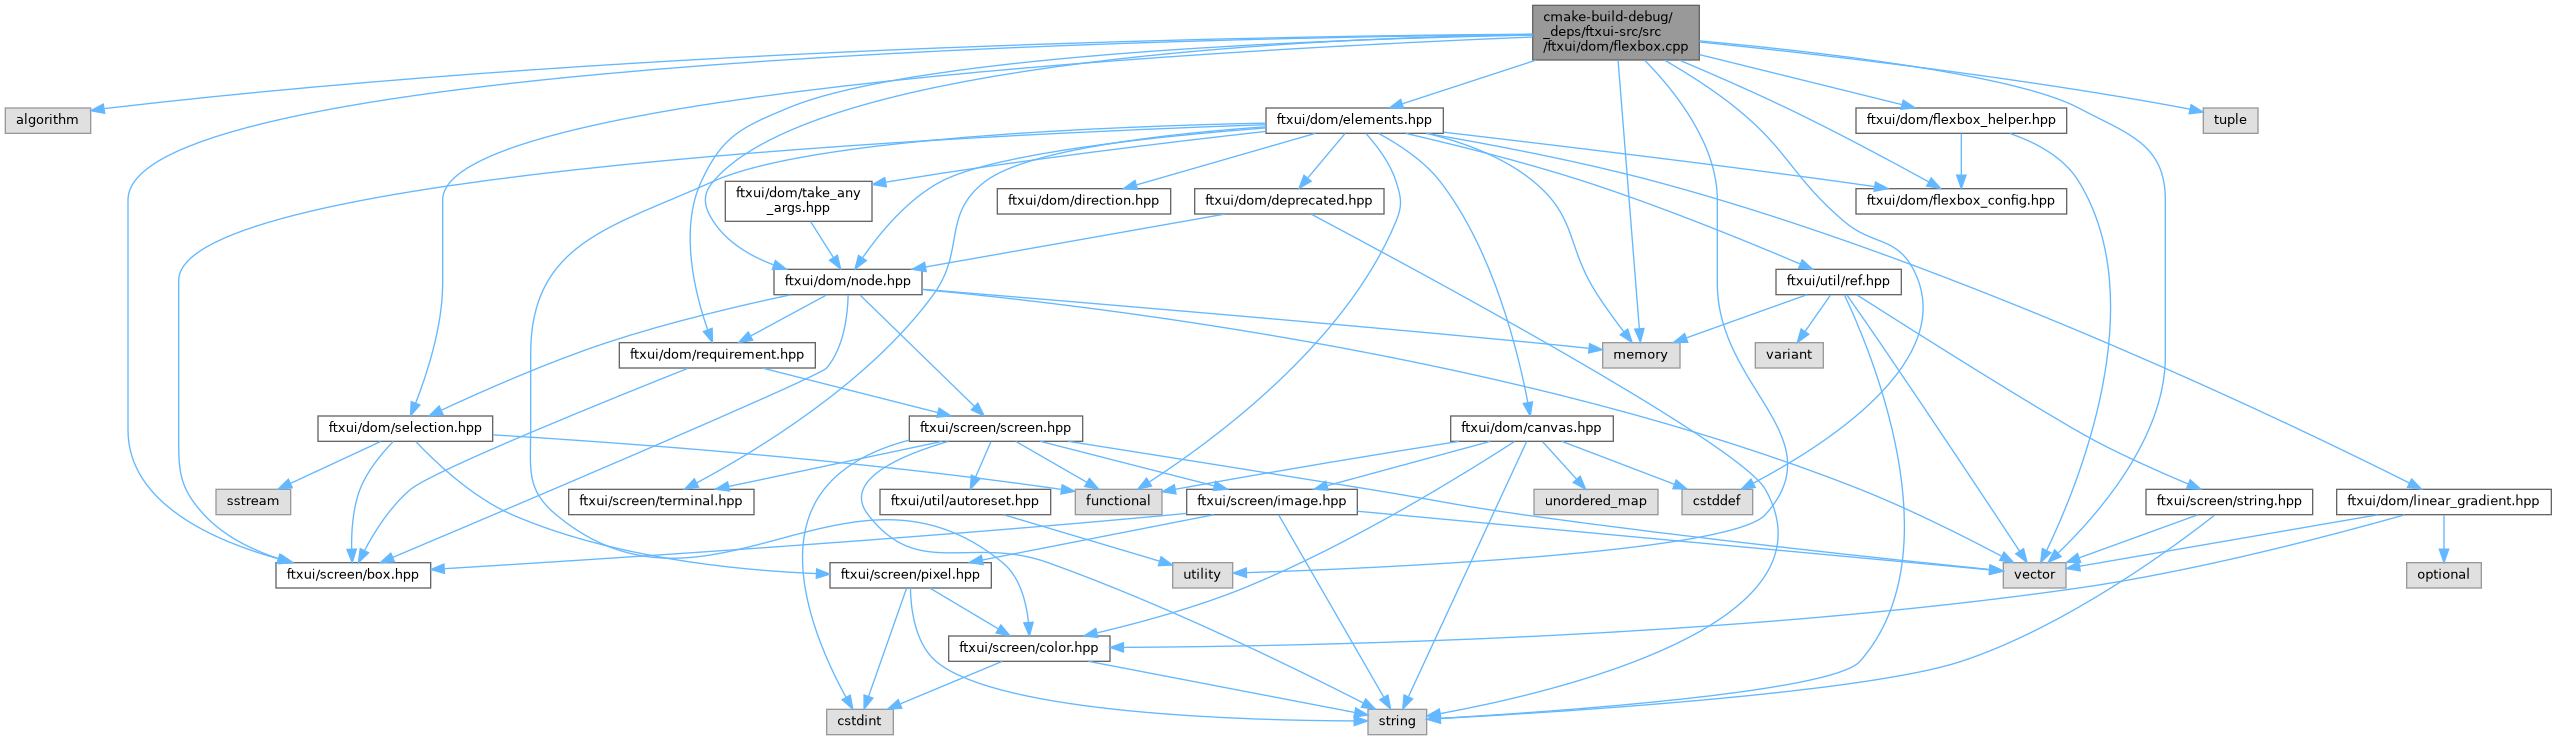 cmake-build-debug/
_deps/ftxui-src/src
/ftxui/dom/flexbox.cpp
algorithm
ftxui/dom/elements.hpp
ftxui/dom/flexbox_helper.hpp
tuple
ftxui/dom/take_any
_args.hpp
ftxui/dom/direction.hpp
ftxui/dom/deprecated.hpp
ftxui/dom/flexbox_config.hpp
ftxui/dom/node.hpp
ftxui/util/ref.hpp
ftxui/dom/requirement.hpp
memory
variant
ftxui/dom/selection.hpp
ftxui/screen/screen.hpp
ftxui/dom/canvas.hpp
sstream
ftxui/screen/terminal.hpp
ftxui/util/autoreset.hpp
functional
ftxui/screen/image.hpp
unordered_map
cstddef
ftxui/screen/string.hpp
ftxui/dom/linear_gradient.hpp
ftxui/screen/box.hpp
ftxui/screen/pixel.hpp
utility
vector
optional
ftxui/screen/color.hpp
cstdint
string